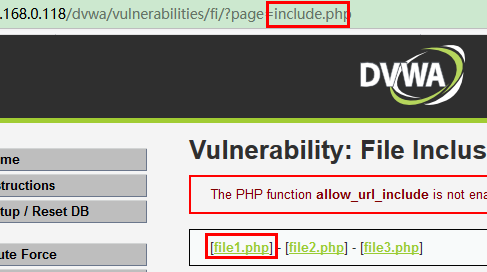 .168.0.118/dvwa/vulnerabilities/fi/?page=include.php
DVWA
me
Vulnerability: File Inclus
structions
The PHP function allow_url_include is not ena
tup / Reset DB
[file1.php] - [file2.php] - [file3.php]
ute Force